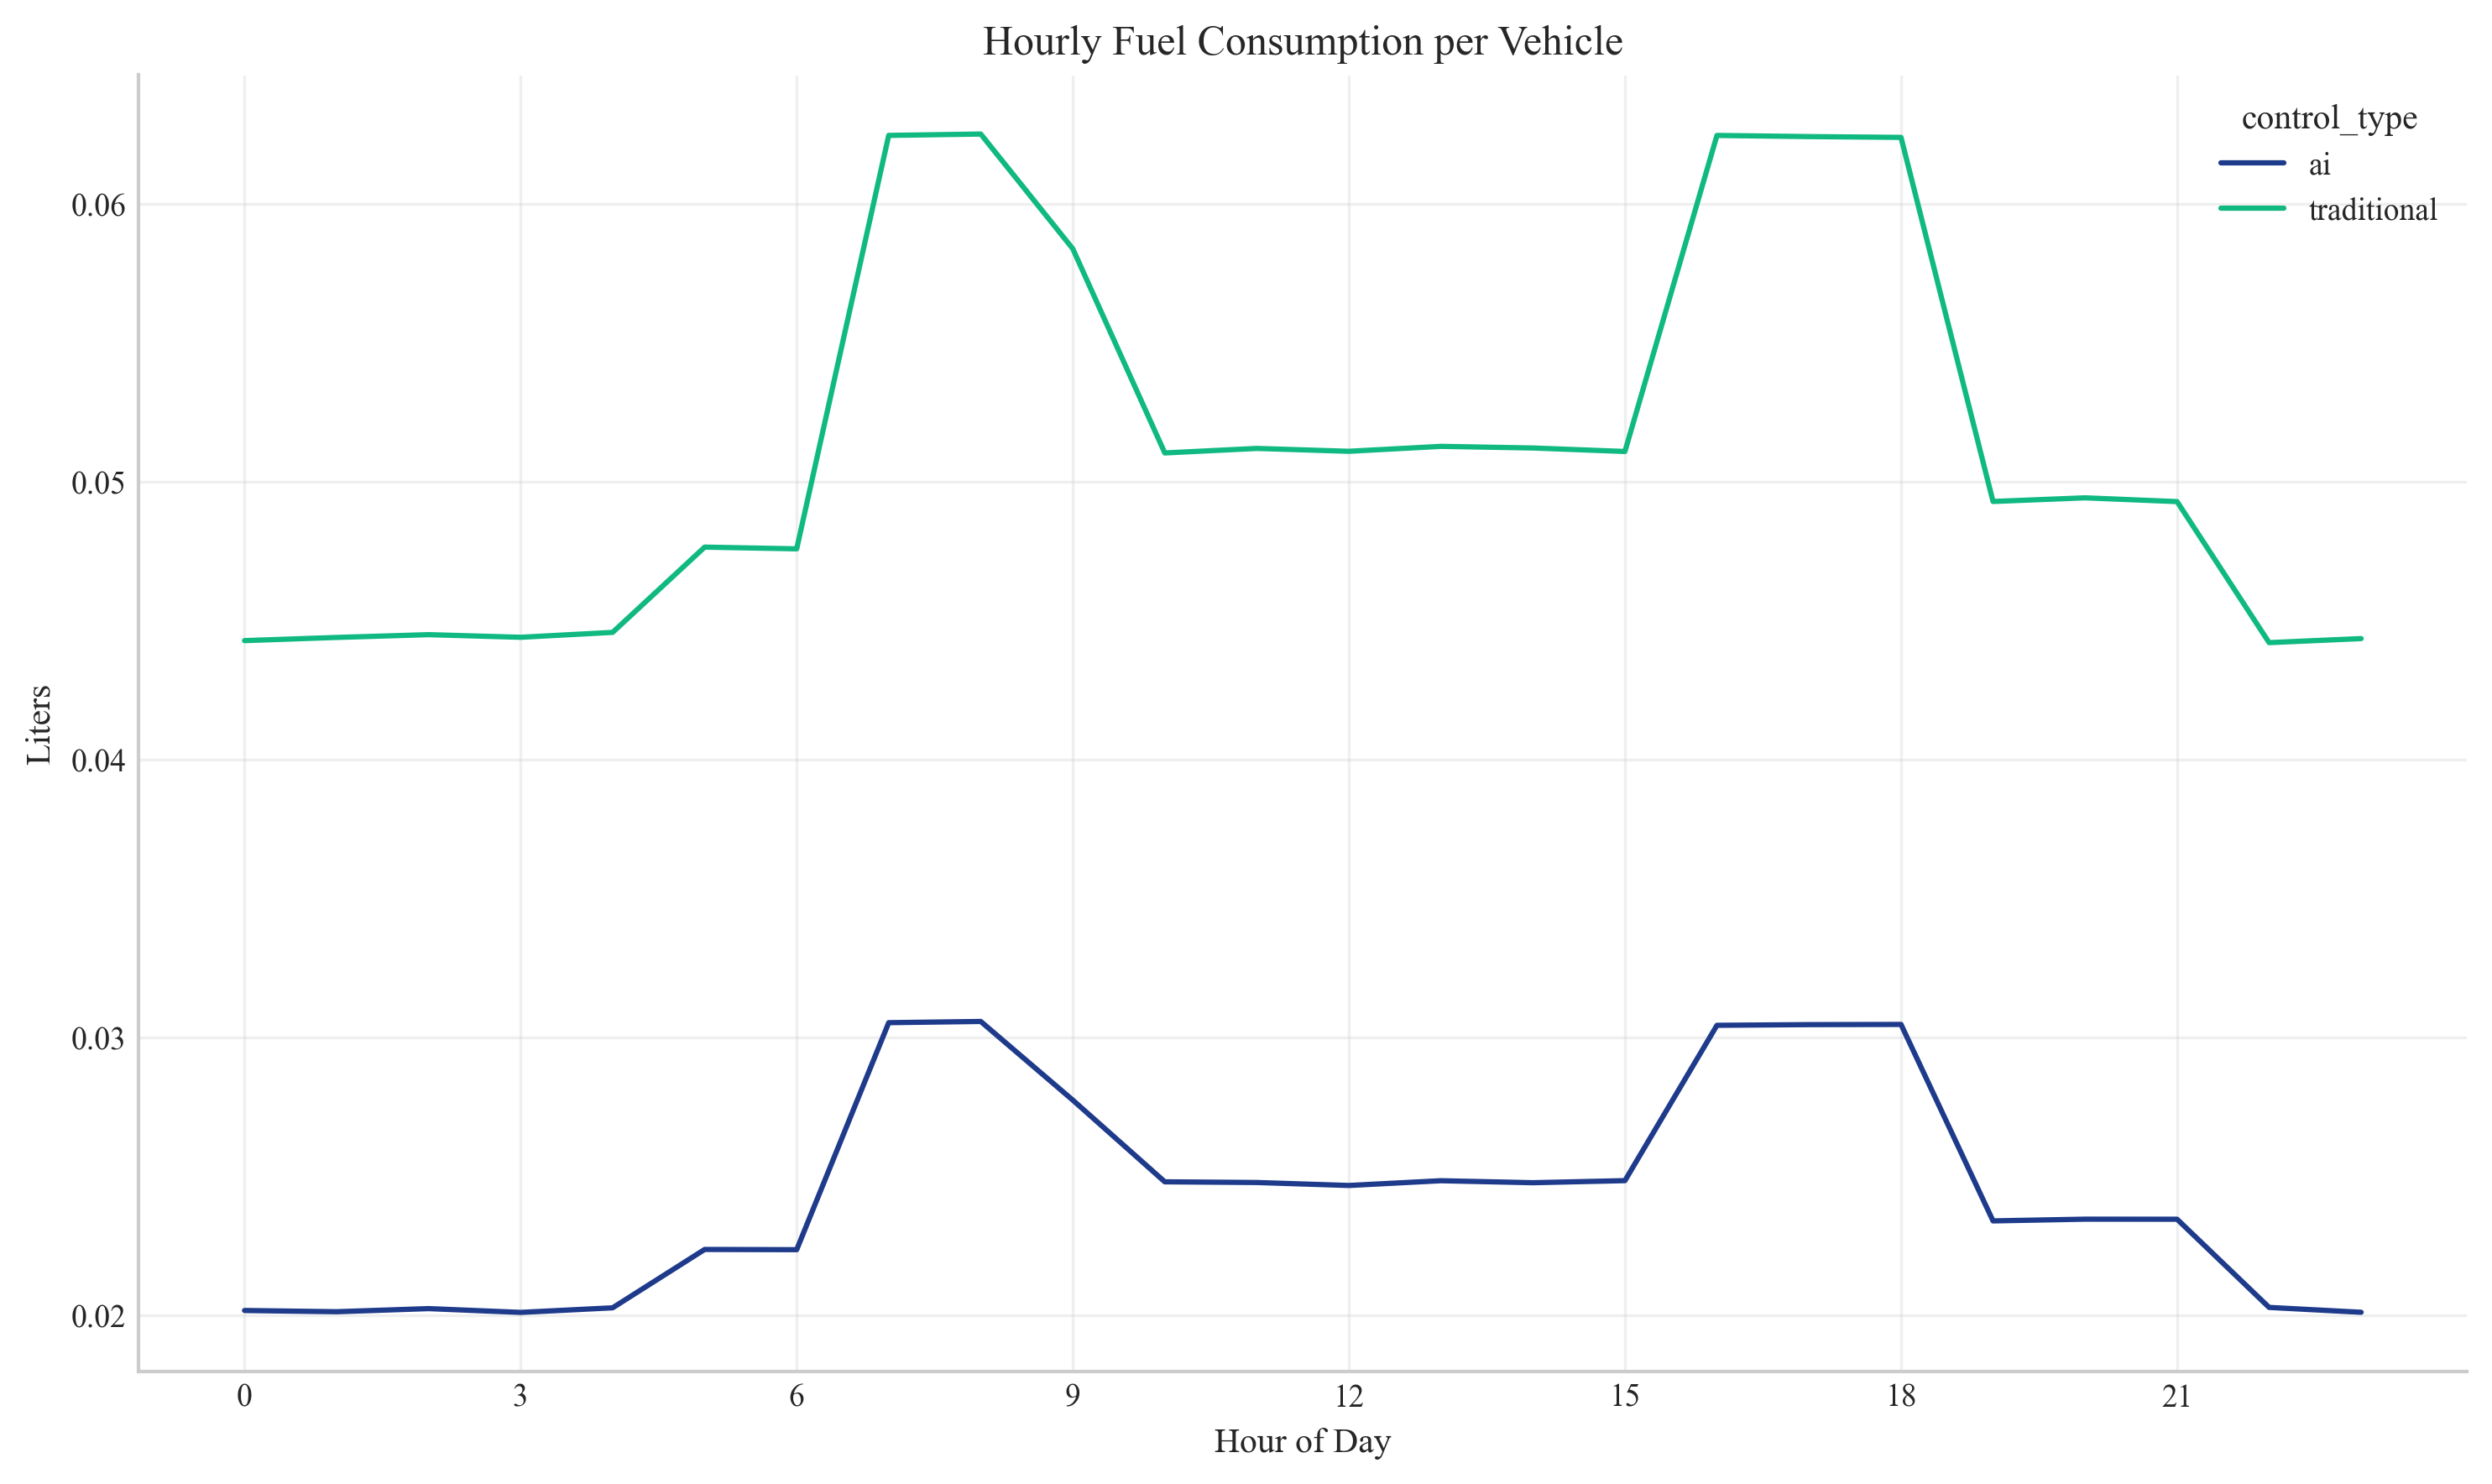 Hourly Fuel Consumption per Vehicle
control_type
ai
traditional
0.06
0.05
0.04
0.03
0.02
Liters
0 3 6 9 12 15 18 21
Hour of Day